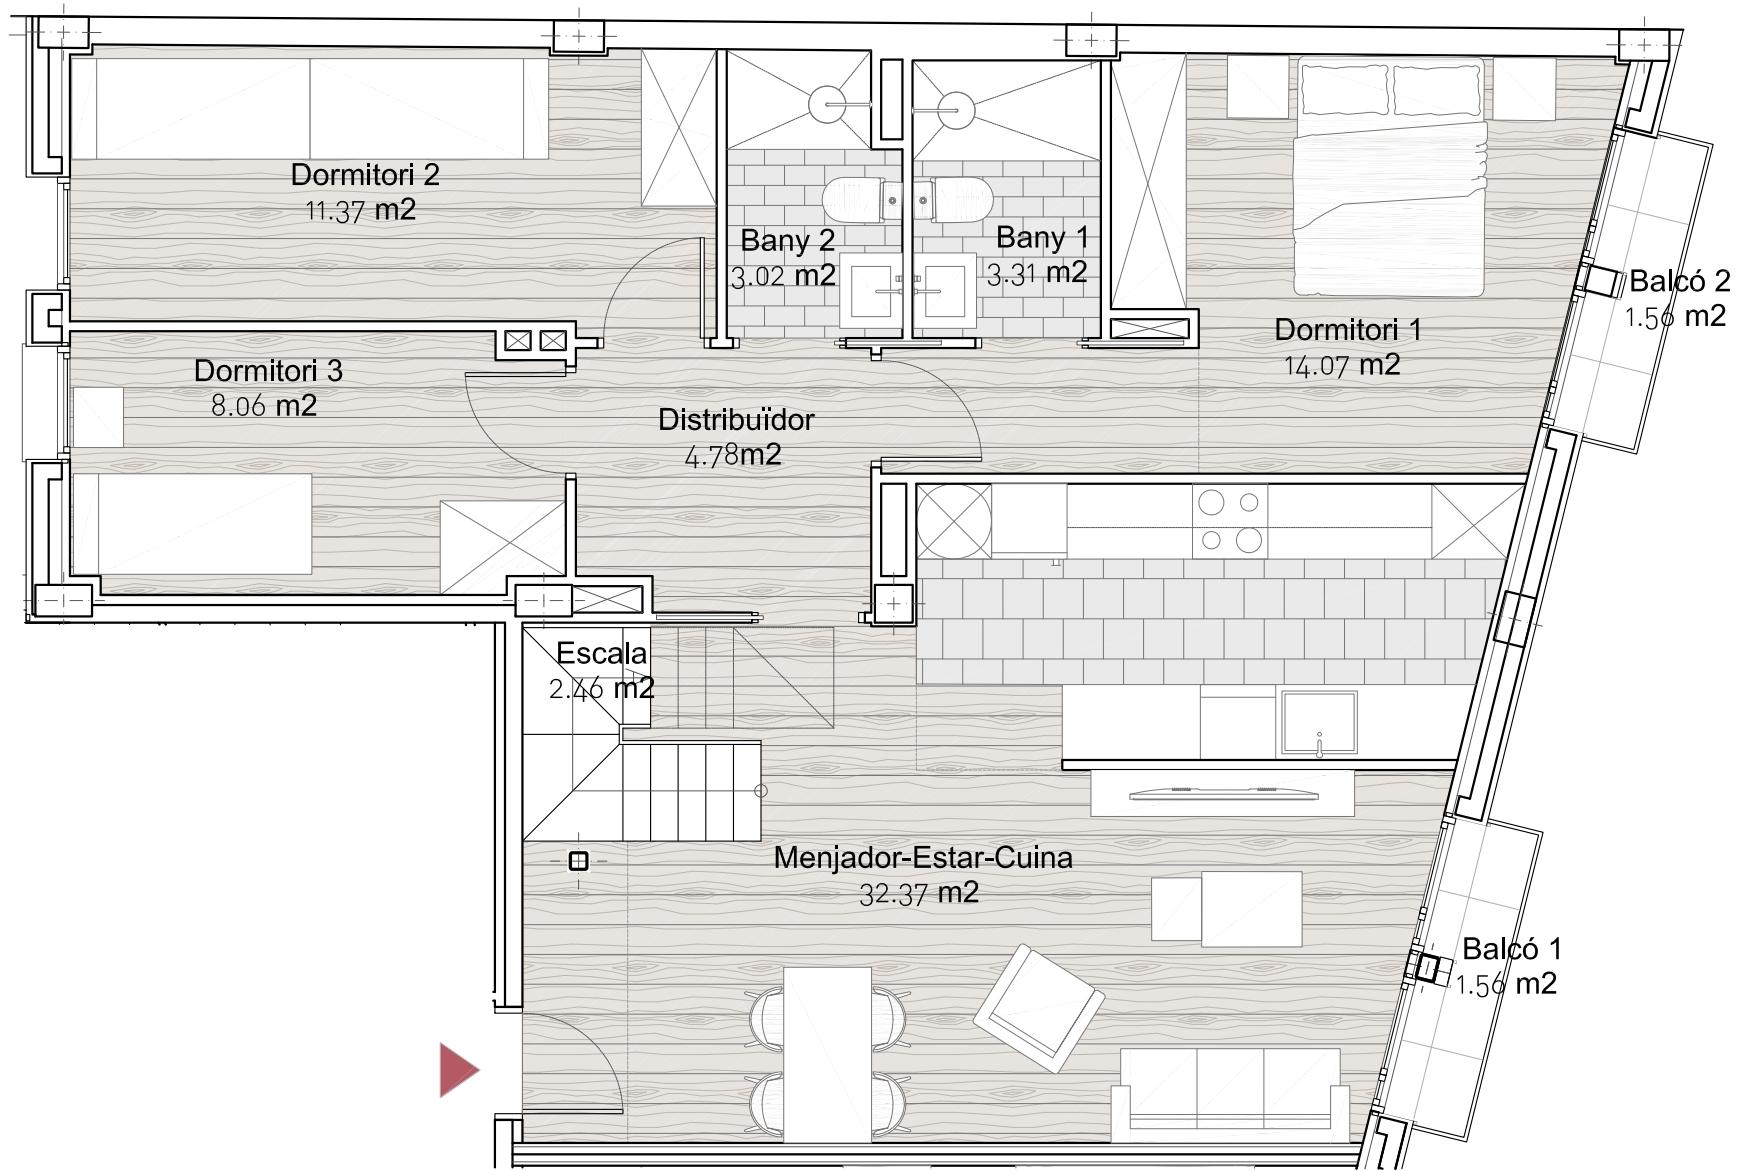 Dormitori 2
11.37 m2
Bany 2
3.02 m2
Bany 1
3.31 m2
Balcó 2
1.56 m2
Dormitori 1
14.07 m2
Dormitori 3
8.06 m2
Distribuïdor
4.78m2
Escala
2.46 m2
Menjador-Estar-Cuina
32.37 m2
Balcó 1
1.56 m2